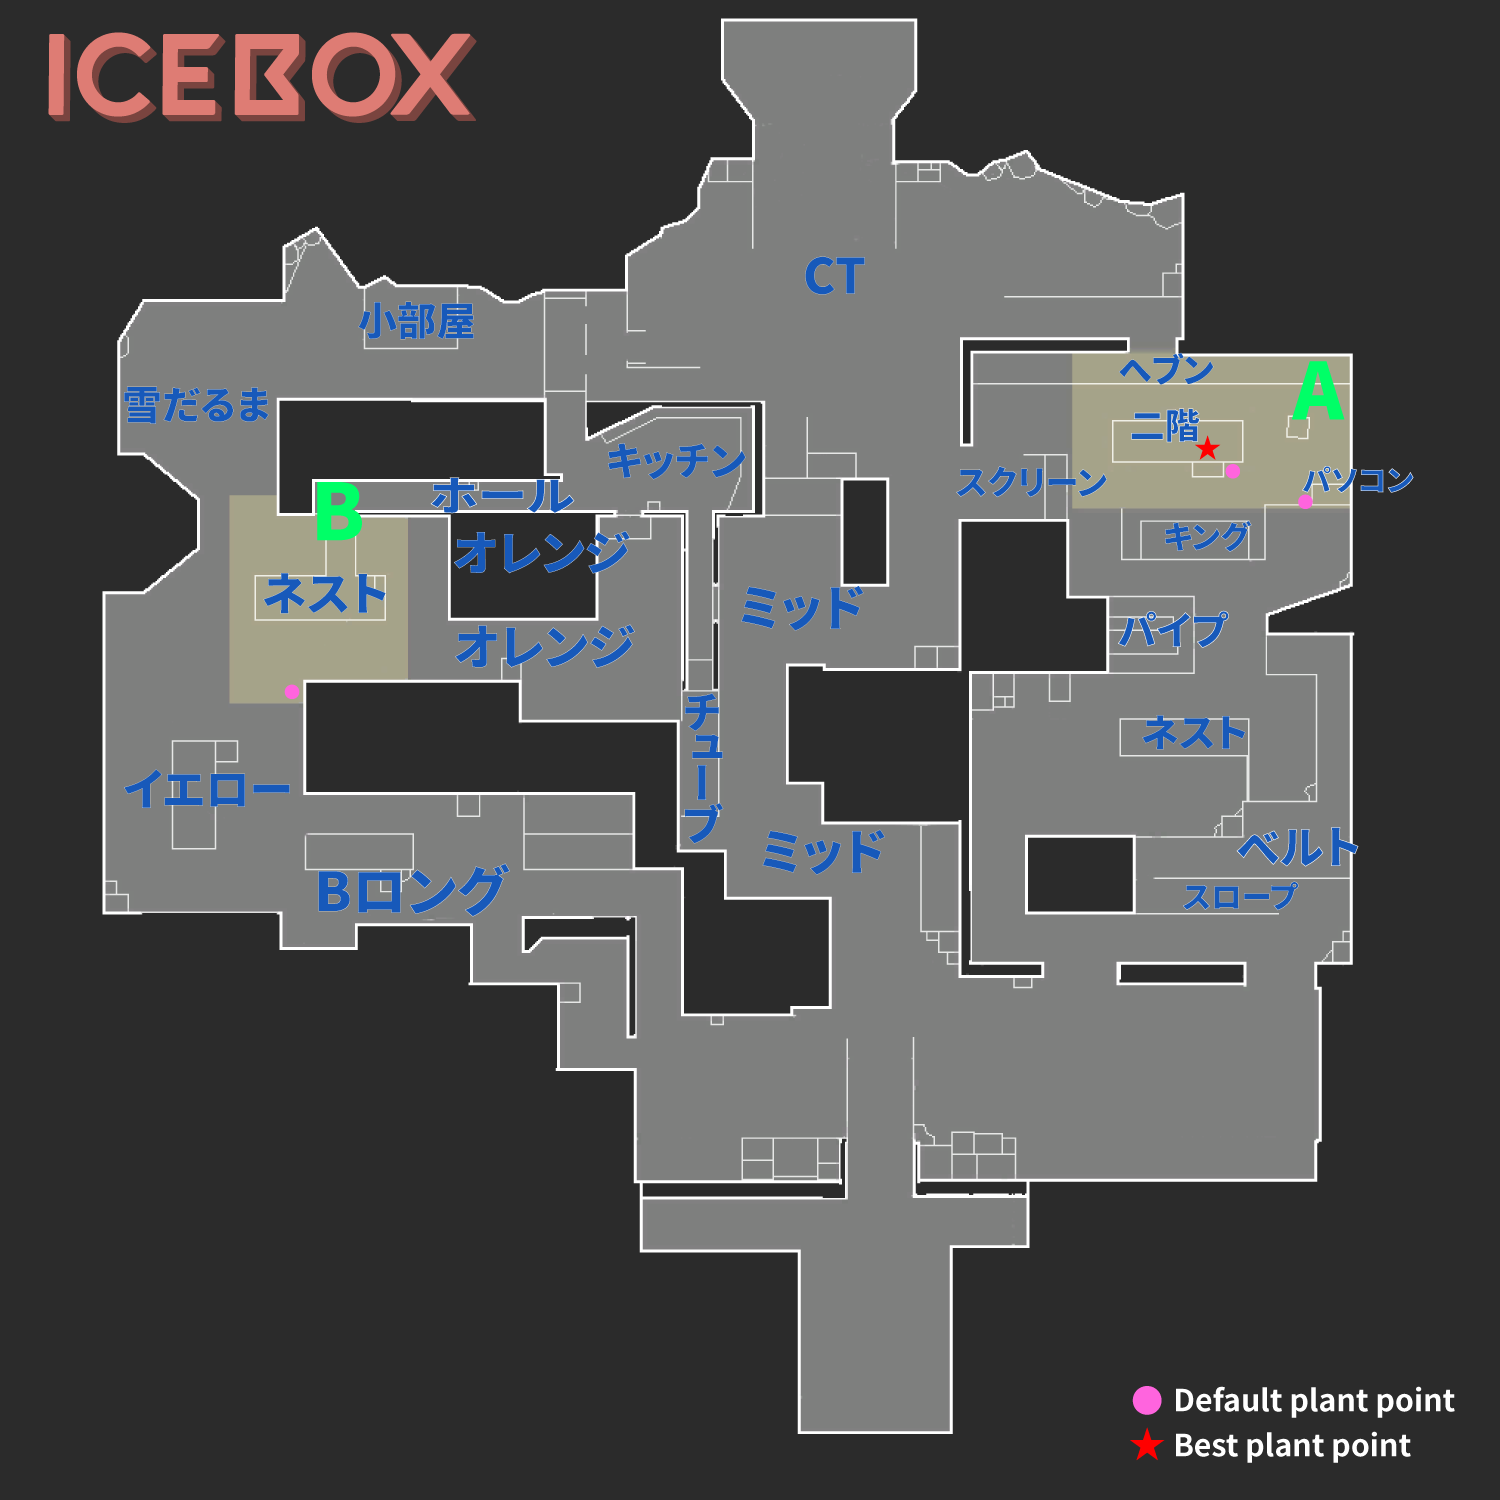 ICEBOX
CT
小部屋
雪だるま
ヘブン
A
二階
キッチン
スクリーン
パソコン
ホール
B
キング
オレンジ
ネスト
ミッド
パイプ
オレンジ
チューブ
ネスト
イエロー
ミッド
ベルト
Bロング
スロープ
Default plant point
Best plant point